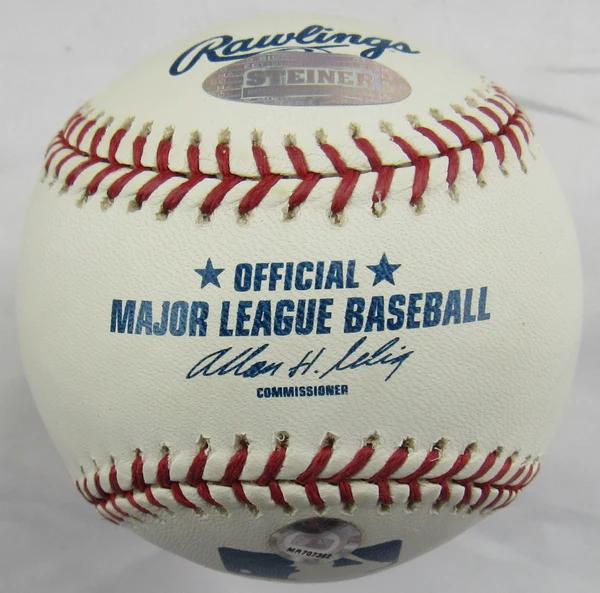 Rawlings
STEINER
★ OFFICIAL ★
MAJOR LEAGUE BASEBALL
Allan H. Selig
COMMISSIONER